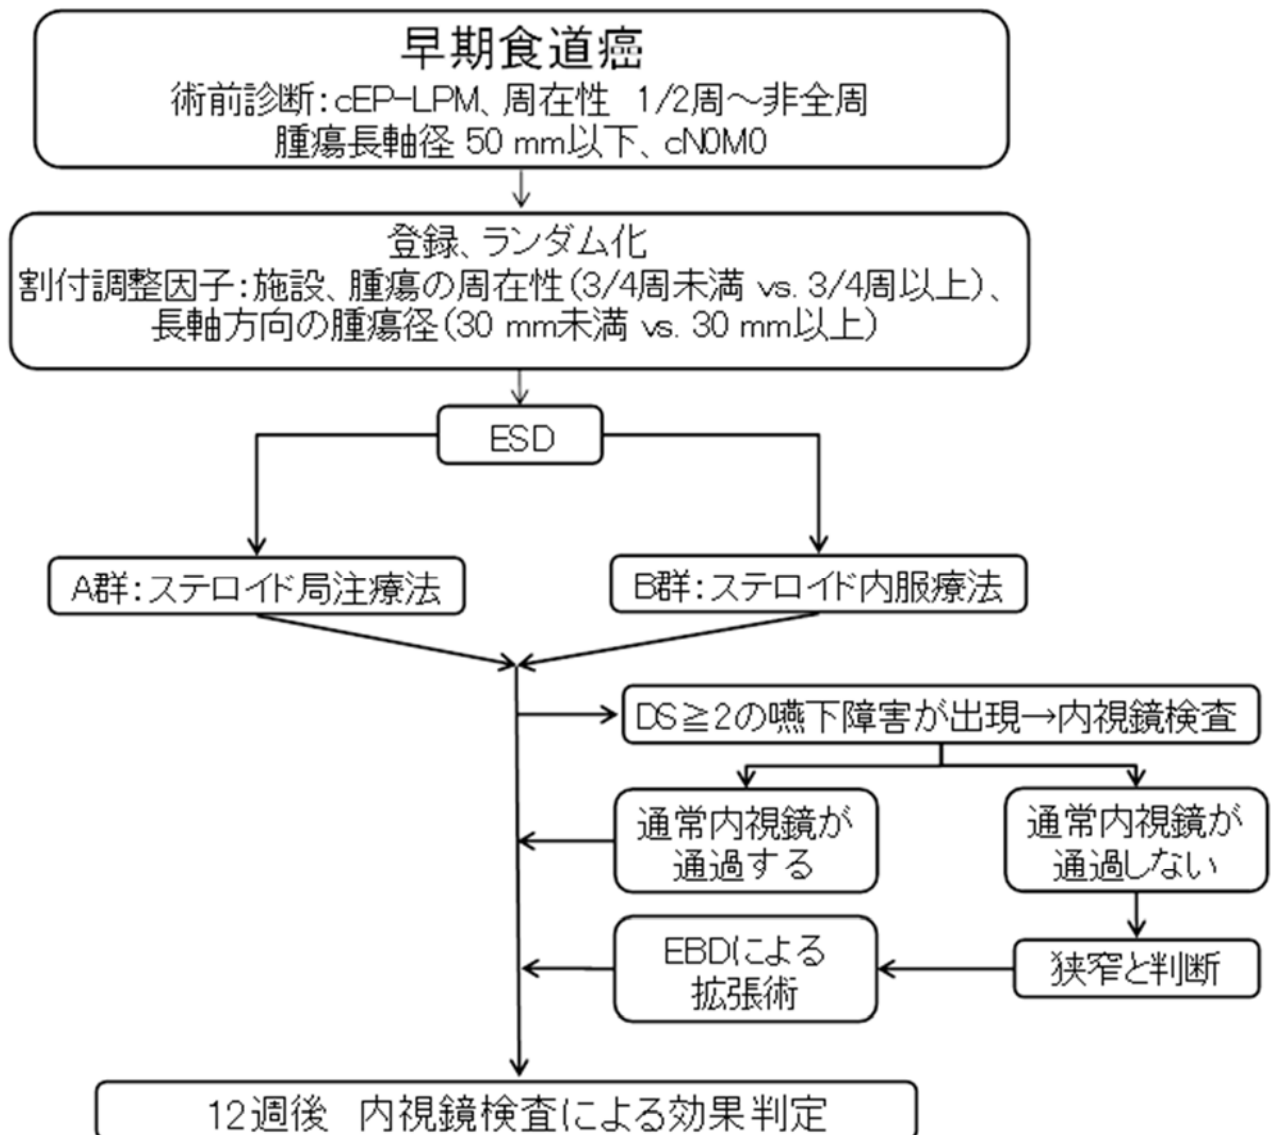 早期食道癌
術前診断：cEP-LPM、周在性　1/2周～非全周
腫瘍長軸径 50 mm以下、cN0M0
登録、ランダム化
割付調整因子：施設、腫瘍の周在性（3/4周未満 vs. 3/4周以上）、
長軸方向の腫瘍径（30 mm未満 vs. 30 mm以上）
ESD
A群：ステロイド局注療法
B群：ステロイド内服療法
DS≧2の嚥下障害が出現→内視鏡検査
通常内視鏡が
通過する
通常内視鏡が
通過しない
EBDによる
拡張術
狭窄と判断
12週後　内視鏡検査による効果判定